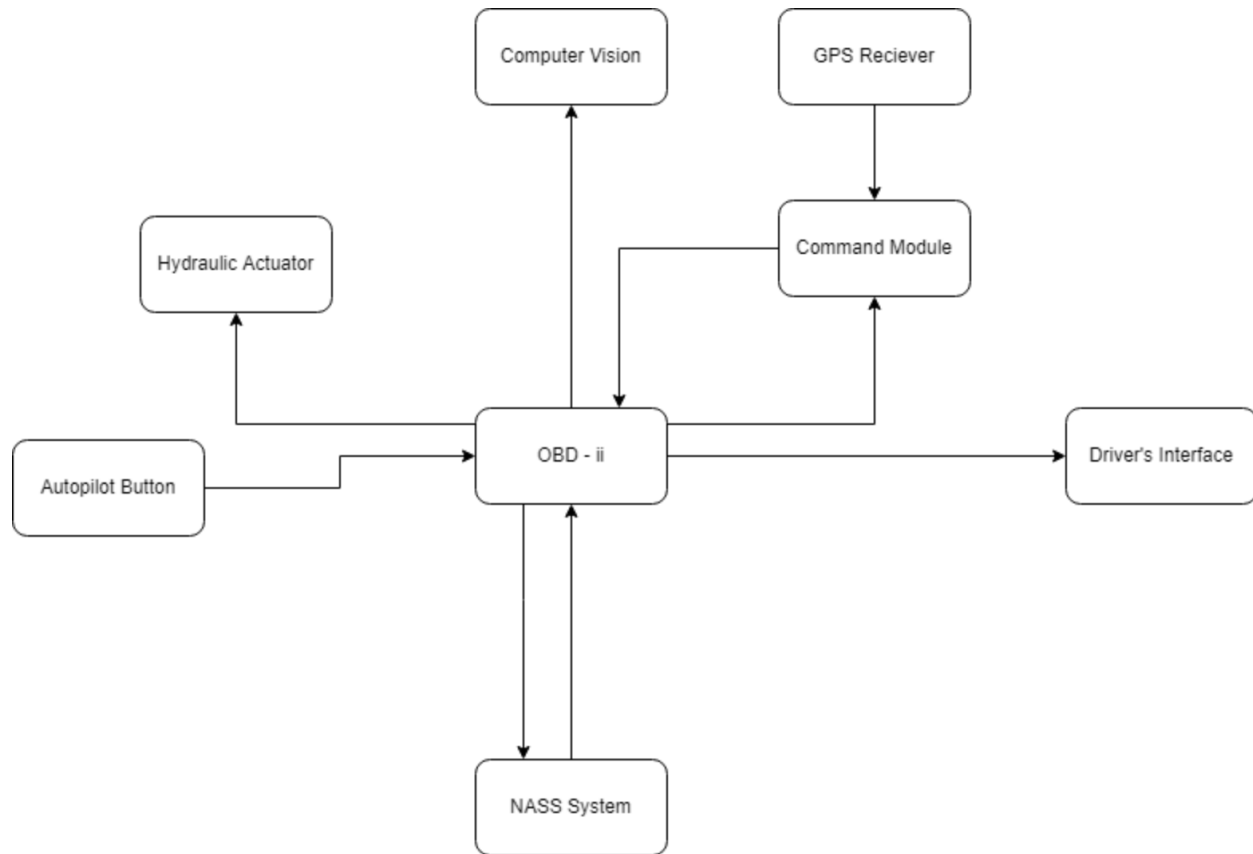 Computer Vision
GPS Reciever
Command Module
Hydraulic Actuator
OBD - ii
Driver's Interface
Autopilot Button
NASS System